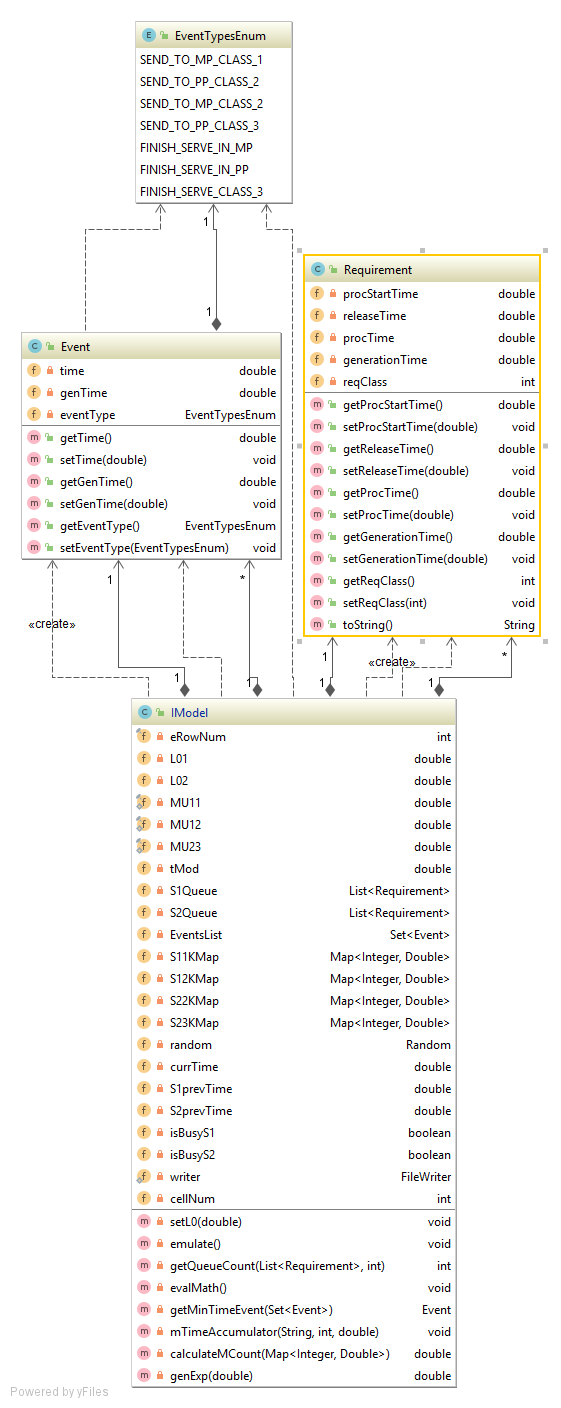 EventTypesEnum
SEND_TO_MP_CLASS_1
SEND_TO_PP_CLASS_2
SEND_TO_MP_CLASS_2
SEND_TO_PP_CLASS_3
FINISH_SERVE_IN_MP
FINISH_SERVE_IN_PP
FINISH_SERVE_CLASS_3
1
1
Requirement
procStartTime double
releaseTime double
procTime double
generationTime double
reqClass int
getProcStartTime() double
setProcStartTime(double) void
getReleaseTime() double
setReleaseTime(double) void
getProcTime() double
setProcTime(double) void
getGenerationTime() double
setGenerationTime(double) void
getReqClass() int
setReqClass(int) void
toString() String
Event
time double
genTime double
eventType EventTypesEnum
getTime() double
setTime(double) void
getGenTime() double
setGenTime(double) void
getEventType() EventTypesEnum
setEventType(EventTypesEnum) void
«create» 1 * 1 «create» *
1 1 1 1
IModel
eRowNum int
L01 double
L02 double
MU11 double
MU12 double
MU23 double
tMod double
S1Queue List<Requirement>
S2Queue List<Requirement>
EventsList Set<Event>
S11KMap Map<Integer, Double>
S12KMap Map<Integer, Double>
S22KMap Map<Integer, Double>
S23KMap Map<Integer, Double>
random Random
currTime double
S1prevTime double
S2prevTime double
isBusyS1 boolean
isBusyS2 boolean
writer FileWriter
cellNum int
setL0(double) void
emulate() void
getQueueCount(List<Requirement>, int) int
evalMath() void
getMinTimeEvent(Set<Event>) Event
mTimeAccumulator(String, int, double) void
calculateMCount(Map<Integer, Double>) double
genExp(double) double
Powered by yFiles